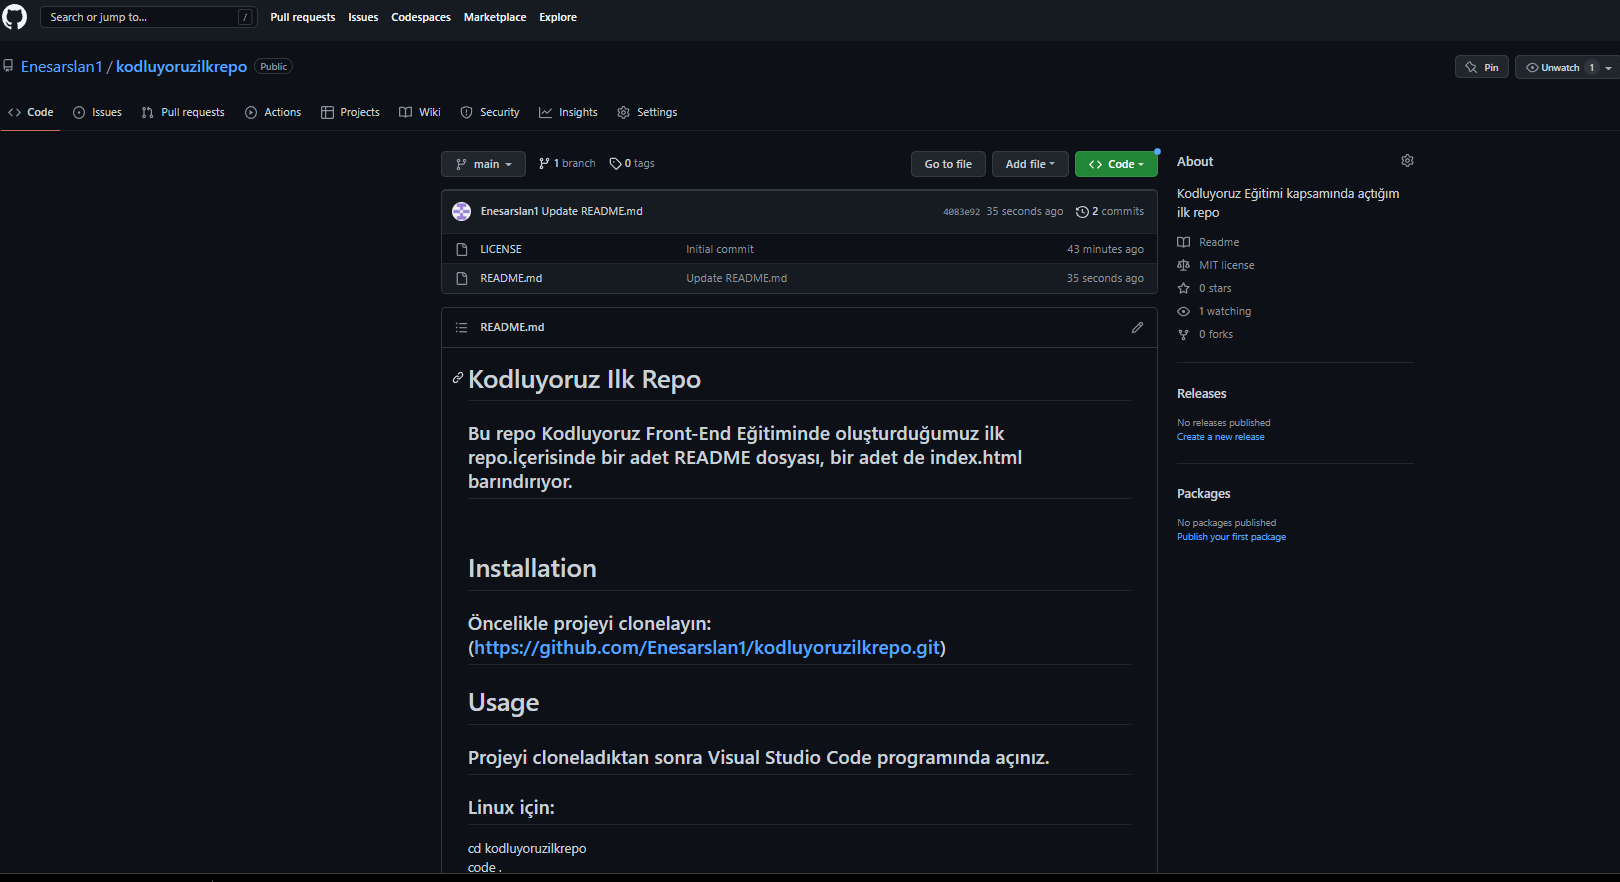 Search or jump to... /
Pull requests Issues Codespaces Marketplace Explore
Enesarslan1 / kodluyoruzilkrepo Public
Pin Unwatch 1
Code Issues Pull requests Actions Projects Wiki Security Insights Settings
main 1 branch 0 tags
Go to file Add file Code
Enesarslan1 Update README.md 4083e92 35 seconds ago 2 commits
LICENSE Initial commit 43 minutes ago
README.md Update README.md 35 seconds ago
README.md
Kodluyoruz Ilk Repo
Bu repo Kodluyoruz Front-End Eğitiminde oluşturduğumuz ilk
repo.İçerisinde bir adet README dosyası, bir adet de index.html
barındırıyor.
Installation
Öncelikle projeyi clonelayın:
(https://github.com/Enesarslan1/kodluyoruzilkrepo.git)
Usage
Projeyi cloneladıktan sonra Visual Studio Code programında açınız.
Linux için:
cd kodluyoruzilkrepo
code .
About
Kodluyoruz Eğitimi kapsamında açtığım
ilk repo
Readme
MIT license
0 stars
1 watching
0 forks
Releases
No releases published
Create a new release
Packages
No packages published
Publish your first package